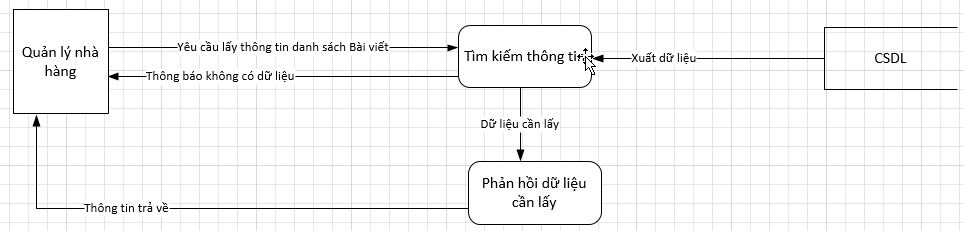 Quản lý nhà
hàng
Yêu cầu lấy thông tin danh sách Bài viết
Thông báo không có dữ liệu
Tìm kiếm thông tin
Xuất dữ liệu
CSDL
Dữ liệu cần lấy
Phản hồi dữ liệu
cần lấy
Thông tin trả về